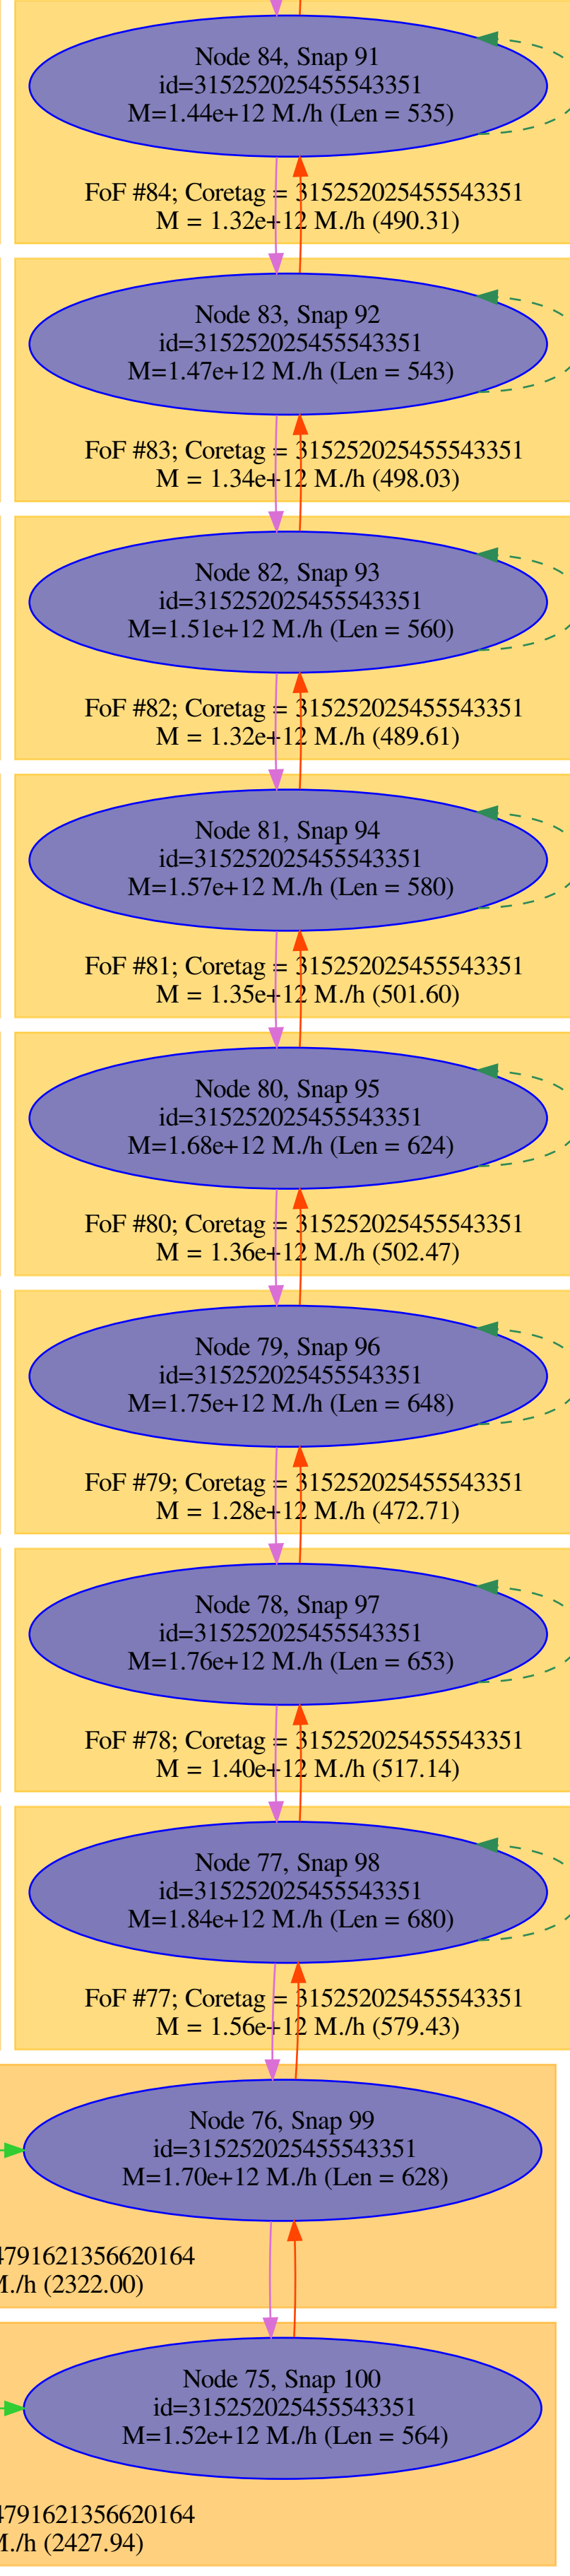 Node 84, Snap 91
id=315252025455543351
M=1.44e+12 M./h (Len = 535)
FoF #84; Coretag = 315252025455543351
M = 1.32e+12 M./h (490.31)
Node 83, Snap 92
id=315252025455543351
M=1.47e+12 M./h (Len = 543)
FoF #83; Coretag = 315252025455543351
M = 1.34e+12 M./h (498.03)
Node 82, Snap 93
id=315252025455543351
M=1.51e+12 M./h (Len = 560)
FoF #82; Coretag = 315252025455543351
M = 1.32e+12 M./h (489.61)
Node 81, Snap 94
id=315252025455543351
M=1.57e+12 M./h (Len = 580)
FoF #81; Coretag = 315252025455543351
M = 1.35e+12 M./h (501.60)
Node 80, Snap 95
id=315252025455543351
M=1.68e+12 M./h (Len = 624)
FoF #80; Coretag = 315252025455543351
M = 1.36e+12 M./h (502.47)
Node 79, Snap 96
id=315252025455543351
M=1.75e+12 M./h (Len = 648)
FoF #79; Coretag = 315252025455543351
M = 1.28e+12 M./h (472.71)
Node 78, Snap 97
id=315252025455543351
M=1.76e+12 M./h (Len = 653)
FoF #78; Coretag = 315252025455543351
M = 1.40e+12 M./h (517.14)
Node 77, Snap 98
id=315252025455543351
M=1.84e+12 M./h (Len = 680)
FoF #77; Coretag = 315252025455543351
M = 1.56e+12 M./h (579.43)
Node 76, Snap 99
id=315252025455543351
M=1.70e+12 M./h (Len = 628)
4791621356620164
M./h (2322.00)
Node 75, Snap 100
id=315252025455543351
M=1.52e+12 M./h (Len = 564)
4791621356620164
M./h (2427.94)